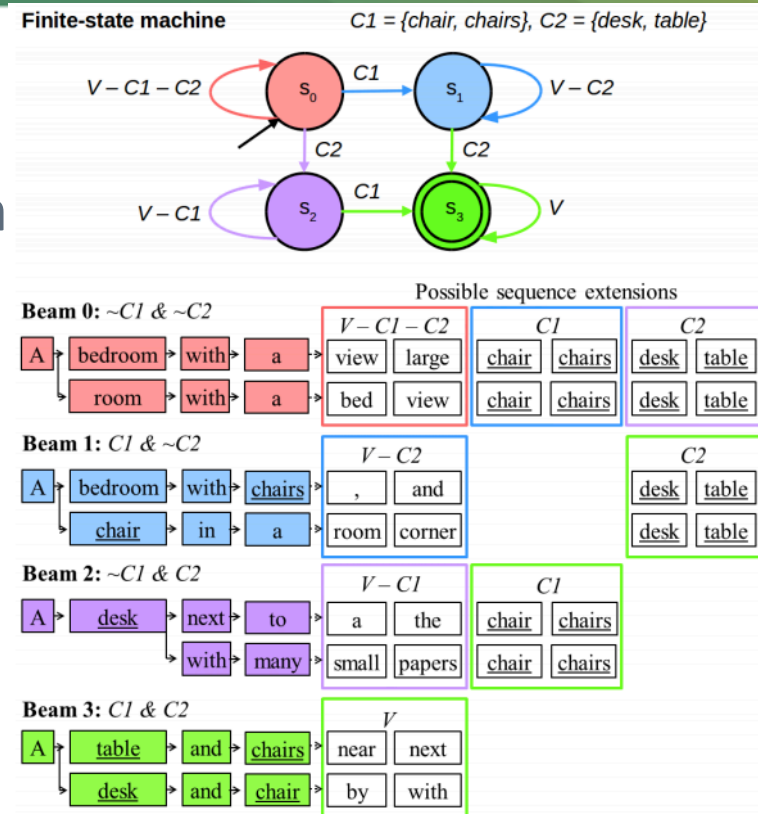 Finite-state machine C1 = {chair, chairs}, C2 = {desk, table}
V – C1 – C2 s0 C1 s1 V – C2
C2 C2
V – C1 s2 C1 s3 V
Possible sequence extensions
Beam 0: ~C1 & ~C2
V – C1 – C2 C1 C2
A bedroom with a view large chair chairs desk table
room with a bed view chair chairs desk table
Beam 1: C1 & ~C2
V – C2 C2
A bedroom with chairs , and desk table
chair in a room corner desk table
Beam 2: ~C1 & C2
V – C1 C1
A desk next to a the chair chairs
with many small papers chair chairs
Beam 3: C1 & C2
V
A table and chairs near next
desk and chair by with